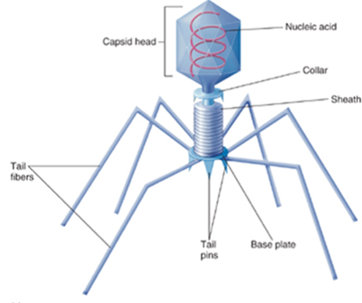 Nucleic acid
Capsid head
Collar
Sheath
Tail
fibers
Tail
pins
Base plate